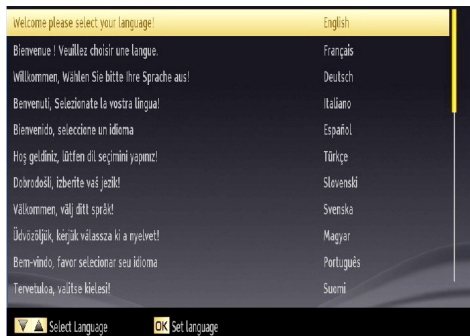 Welcome please select your language! English
Bienvenue ! Veuillez choisir une langue. Français
Willkommen, Wählen Sie bitte Ihre Sprache aus! Deutsch
Benvenuti, Selezionate la vostra lingua! Italiano
Bienvenido, seleccione un idioma Español
Hoş geldiniz, lütfen dil seçimini yapınız! Türkçe
Dobrodošli, izberite vaš jezik! Slovenski
Välkommen, välj ditt språk! Svenska
Üdvözöljük, kérjük válassza ki a nyelvet! Magyar
Bem-vindo, favor selecionar seu idioma Português
Tervetuloa, valitse kielesi! Suomi
Select Language OK Set language